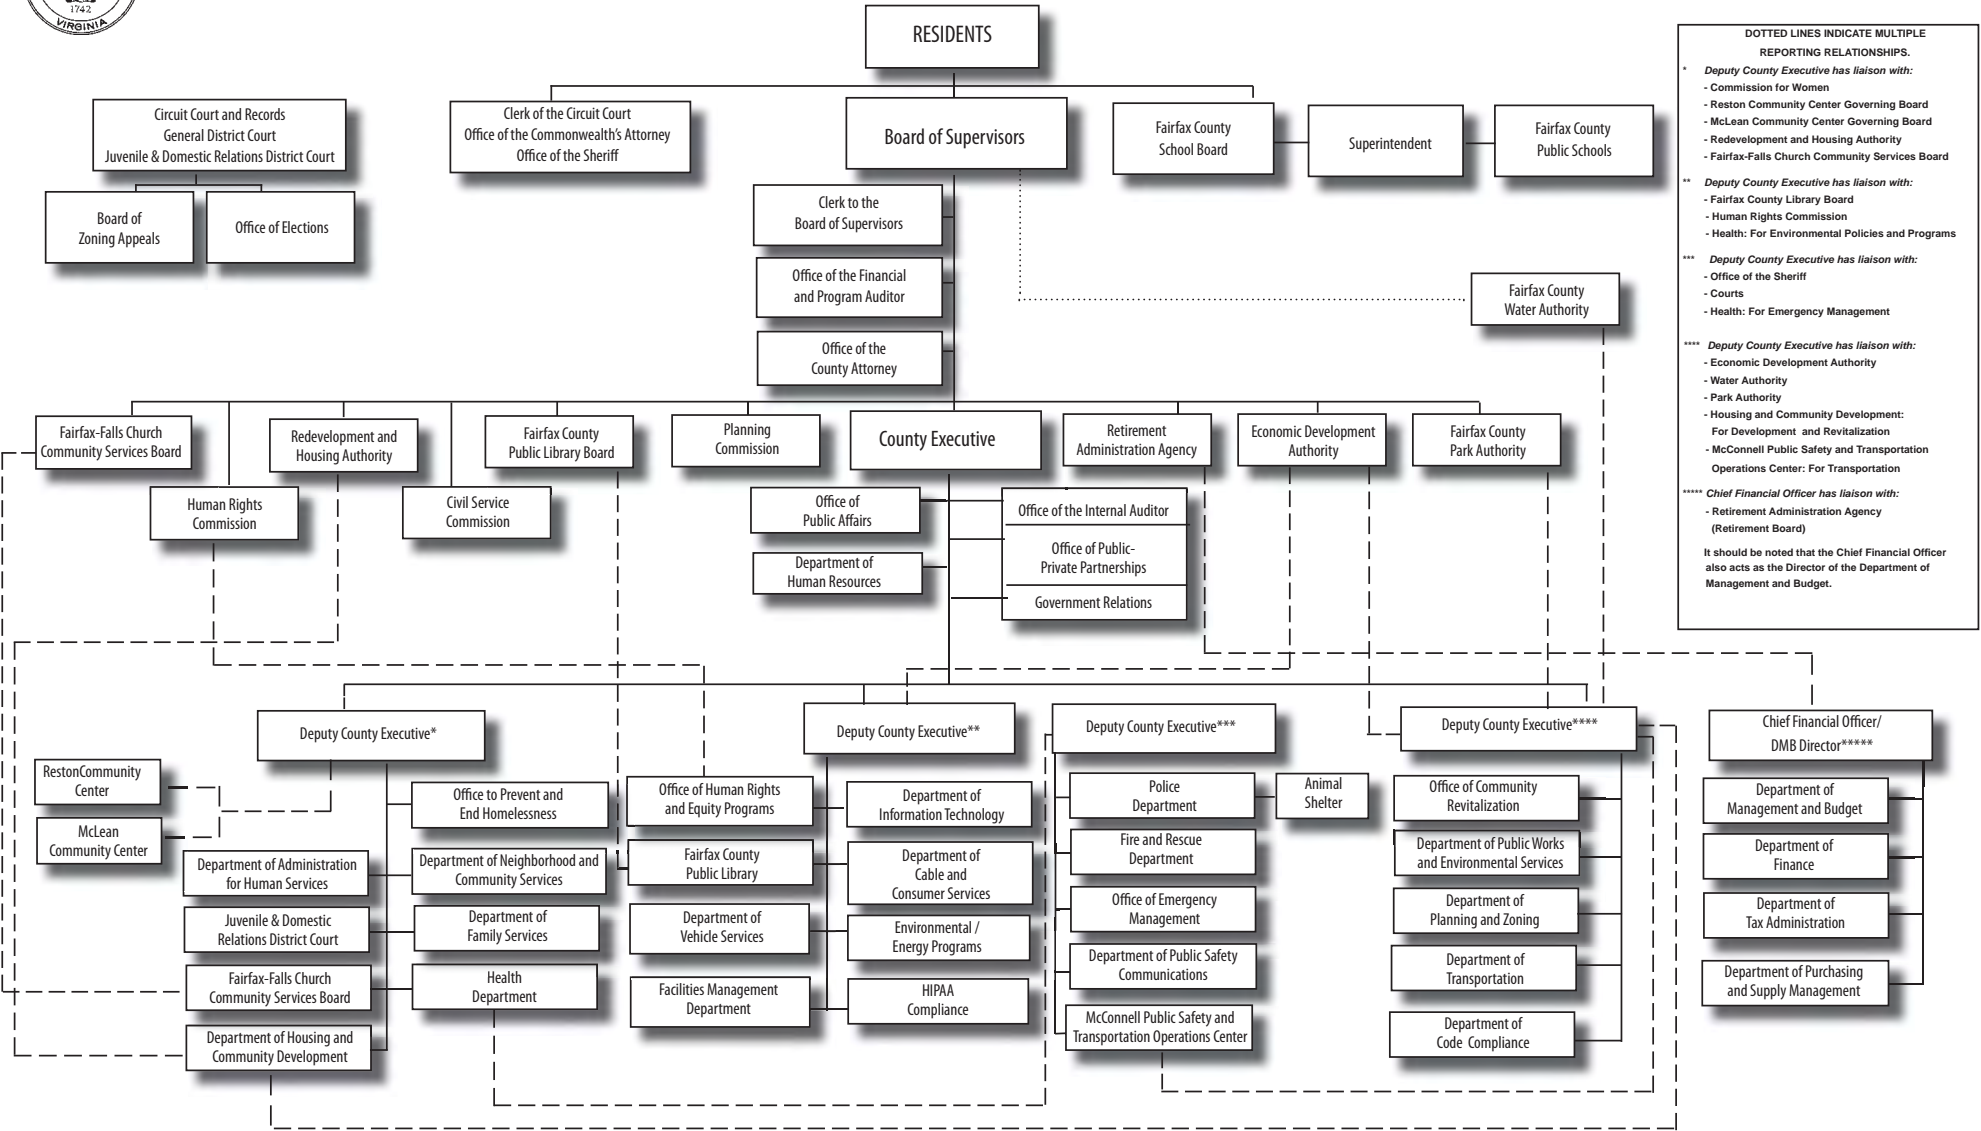 1742
VIRGINIA
RESIDENTS
Circuit Court and Records
General District Court
Juvenile & Domestic Relations District Court
Board of
Zoning Appeals
Office of Elections
Clerk of the Circuit Court
Office of the Commonwealth's Attorney
Office of the Sheriff
Board of Supervisors
Fairfax County
School Board
Superintendent
Fairfax County
Public Schools
Clerk to the
Board of Supervisors
Office of the Financial
and Program Auditor
Office of the
County Attorney
Fairfax County
Water Authority
Fairfax-Falls Church
Community Services Board
Human Rights
Commission
Redevelopment and
Housing Authority
Civil Service
Commission
Fairfax County
Public Library Board
Planning
Commission
County Executive
Retirement
Administration Agency
Economic Development
Authority
Fairfax County
Park Authority
Office of
Public Affairs
Department of
Human Resources
Office of the Internal Auditor
Office of Public-
Private Partnerships
Government Relations
Deputy County Executive*
RestonCommunity
Center
McLean
Community Center
Office to Prevent and
End Homelessness
Department of Administration
for Human Services
Department of Neighborhood and
Community Services
Juvenile & Domestic
Relations District Court
Department of
Family Services
Fairfax-Falls Church
Community Services Board
Health
Department
Department of Housing and
Community Development
Deputy County Executive**
Office of Human Rights
and Equity Programs
Department of
Information Technology
Fairfax County
Public Library
Department of
Cable and
Consumer Services
Department of
Vehicle Services
Environmental /
Energy Programs
Facilities Management
Department
HIPAA
Compliance
Deputy County Executive***
Police
Department
Animal
Shelter
Fire and Rescue
Department
Office of Emergency
Management
Department of Public Safety
Communications
McConnell Public Safety and
Transportation Operations Center
Deputy County Executive****
Office of Community
Revitalization
Department of Public Works
and Environmental Services
Department of
Planning and Zoning
Department of
Transportation
Department of
Code Compliance
Chief Financial Officer/
DMB Director*****
Department of
Management and Budget
Department of
Finance
Department of
Tax Administration
Department of Purchasing
and Supply Management
DOTTED LINES INDICATE MULTIPLE
REPORTING RELATIONSHIPS.
* Deputy County Executive has liaison with:
- Commission for Women
- Reston Community Center Governing Board
- McLean Community Center Governing Board
- Redevelopment and Housing Authority
- Fairfax-Falls Church Community Services Board
** Deputy County Executive has liaison with:
- Fairfax County Library Board
- Human Rights Commission
- Health: For Environmental Policies and Programs
*** Deputy County Executive has liaison with:
- Office of the Sheriff
- Courts
- Health: For Emergency Management
**** Deputy County Executive has liaison with:
- Economic Development Authority
- Water Authority
- Park Authority
- Housing and Community Development:
For Development and Revitalization
- McConnell Public Safety and Transportation
Operations Center: For Transportation
***** Chief Financial Officer has liaison with:
- Retirement Administration Agency
(Retirement Board)
It should be noted that the Chief Financial Officer
also acts as the Director of the Department of
Management and Budget.